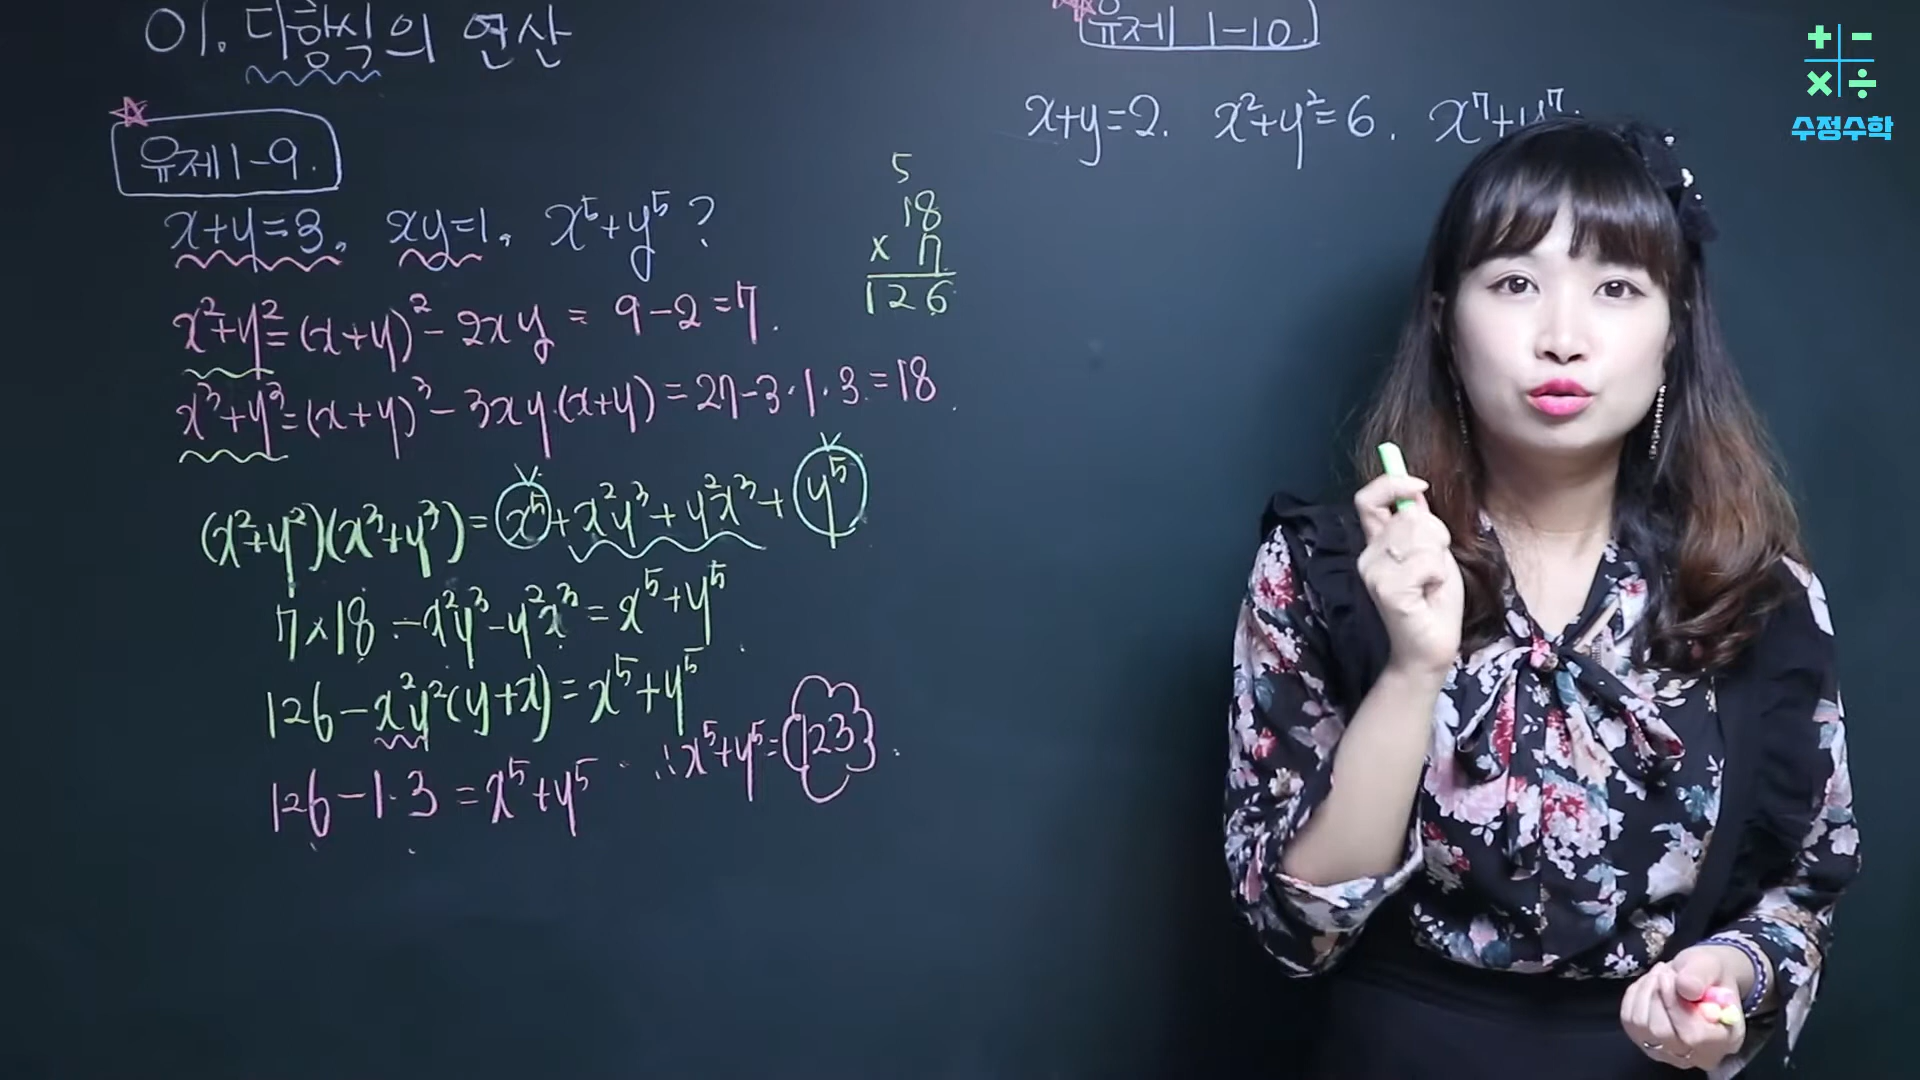 01. 다항식의 연산
유제 1-9.
x+y=3, xy=1. x⁵+y⁵?
x²+y²=(x+y)²-2xy = 9-2=7.
x³+y³=(x+y)³-3xy(x+y)=27-3·1·3=18
(x²+y²)(x³+y³)=x⁵+x²y³+y²x³+y⁵
7×18-x²y³-y²x³=x⁵+y⁵
126-x²y²(y+x)=x⁵+y⁵
126-1·3=x⁵+y⁵ ∴x⁵+y⁵=123
5
18
× 7
126
유제 1-10.
x+y=2. x²+y²=6. x⁷+y⁷
+ -
× ÷
수정수학